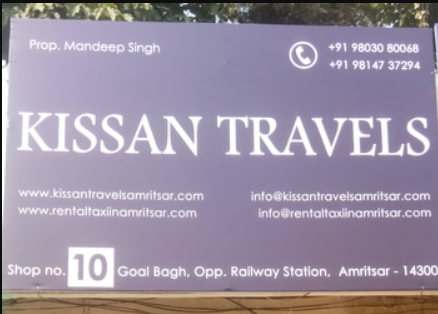 Prop. Mandeep Singh
+91 98030 80068
+91 98147 37294
KISSAN TRAVELS
www.kissantravelsamritsar.com
info@kissantravelsamritsar.com
www.rentaltaxiinamritsar.com
info@rentaltaxiinamritsar.com
Shop no. 10 Goal Bagh, Opp. Railway Station, Amritsar - 14300